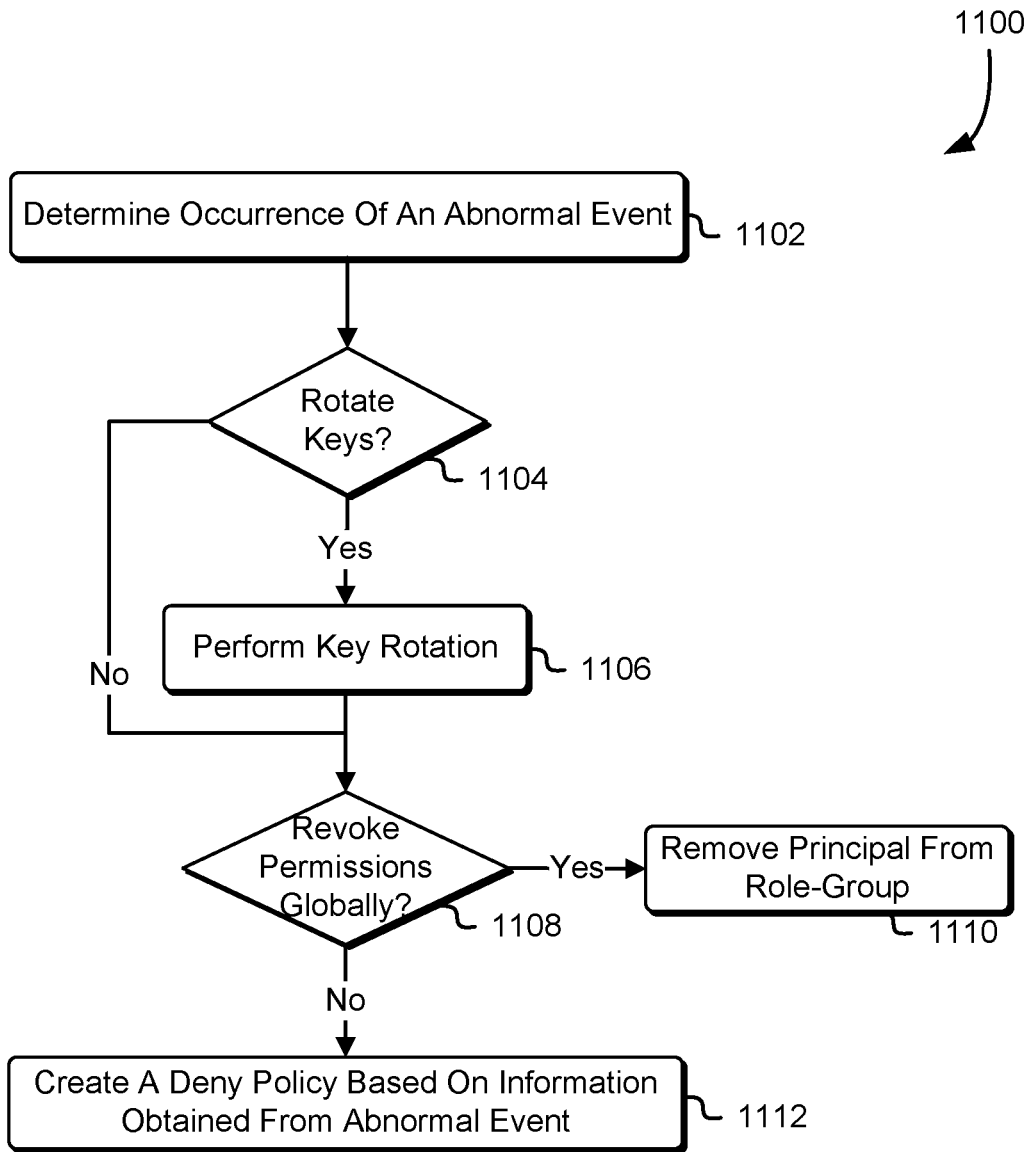 1100
Determine Occurrence Of An Abnormal Event
1102
Rotate
Keys?
1104
Yes
Perform Key Rotation
1106
No
Revoke
Permissions
Globally?
1108
Yes
Remove Principal From
Role-Group
1110
No
Create A Deny Policy Based On Information
Obtained From Abnormal Event
1112